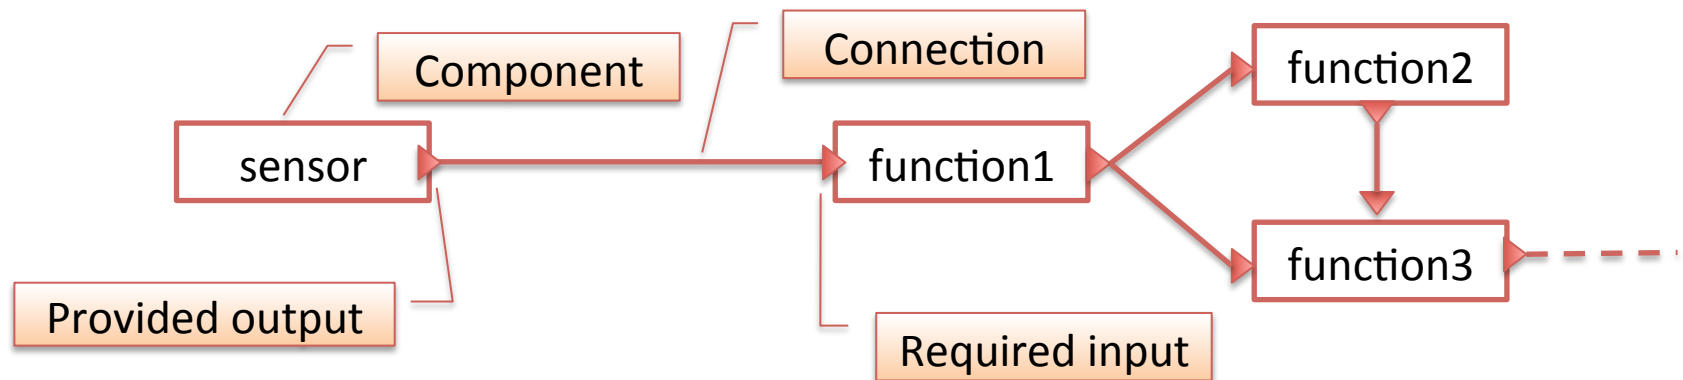 Component
Connection
function2
sensor
function1
function3
Provided output
Required input